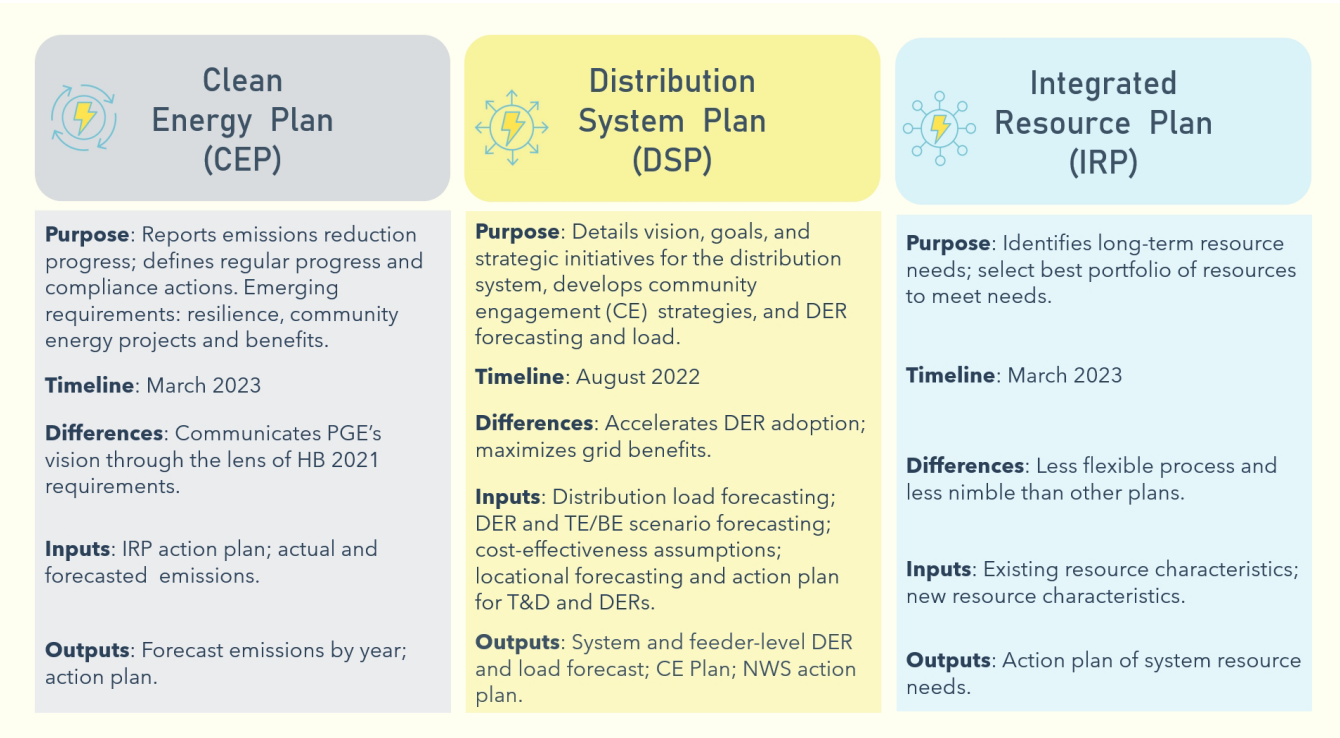 Clean
Energy Plan
(CEP)
Purpose: Reports emissions reduction
progress; defines regular progress and
compliance actions. Emerging
requirements: resilience, community
energy projects and benefits.
Timeline: March 2023
Differences: Communicates PGE’s
vision through the lens of HB 2021
requirements.
Inputs: IRP action plan; actual and
forecasted emissions.
Outputs: Forecast emissions by year;
action plan.
Distribution
System Plan
(DSP)
Purpose: Details vision, goals, and
strategic initiatives for the distribution
system, develops community
engagement (CE) strategies, and DER
forecasting and load.
Timeline: August 2022
Differences: Accelerates DER adoption;
maximizes grid benefits.
Inputs: Distribution load forecasting;
DER and TE/BE scenario forecasting;
cost-effectiveness assumptions;
locational forecasting and action plan
for T&D and DERs.
Outputs: System and feeder-level DER
and load forecast; CE Plan; NWS action
plan.
Integrated
Resource Plan
(IRP)
Purpose: Identifies long-term resource
needs; select best portfolio of resources
to meet needs.
Timeline: March 2023
Differences: Less flexible process and
less nimble than other plans.
Inputs: Existing resource characteristics;
new resource characteristics.
Outputs: Action plan of system resource
needs.